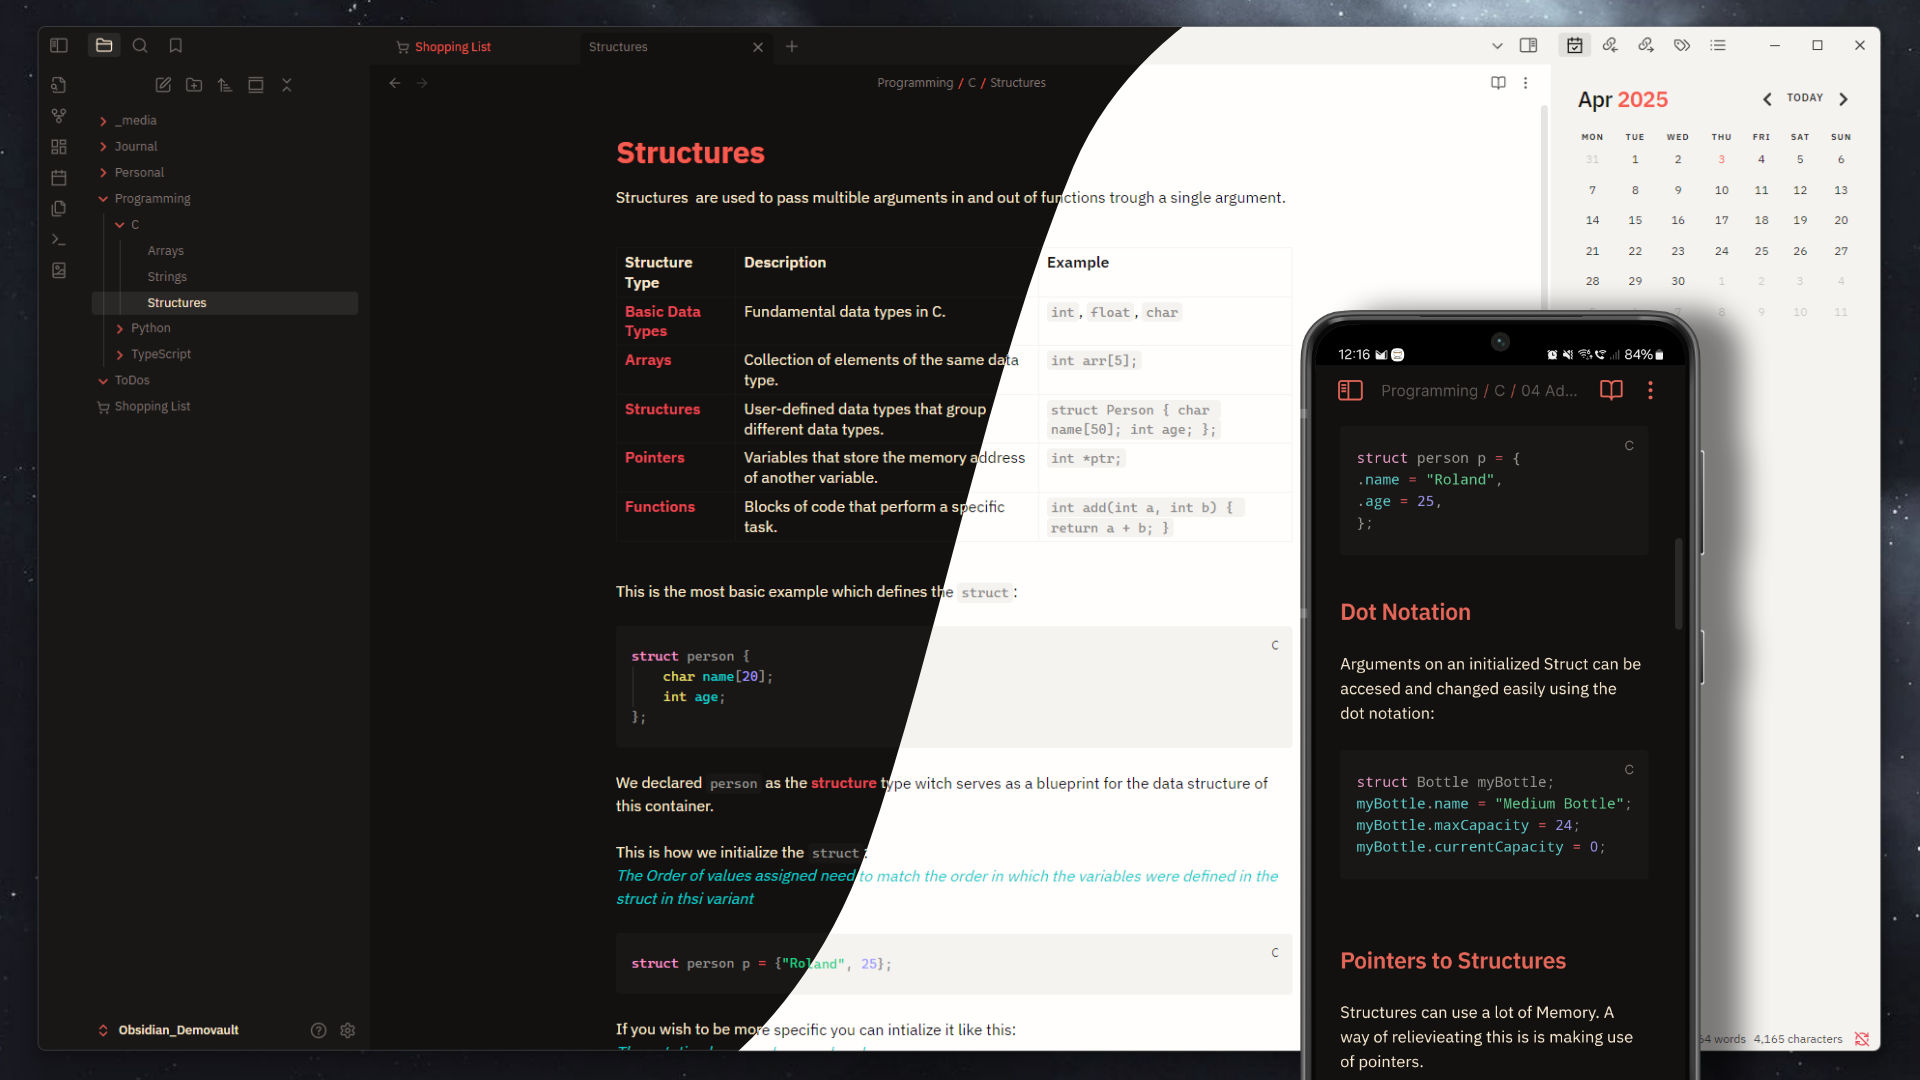 Shopping List
Structures
Programming / C / Structures
_media
Journal
Personal
Programming
C
Arrays
Strings
Structures
Python
TypeScript
ToDos
Shopping List
Obsidian_Demovault
Structures
Structures are used to pass multible arguments in and out of functions trough a single argument.
Structure Type
Description
Example
Basic Data Types
Fundamental data types in C.
int, float, char
Arrays
Collection of elements of the same data type.
int arr[5];
Structures
User-defined data types that group different data types.
struct Person { char name[50]; int age; };
Pointers
Variables that store the memory address of another variable.
int *ptr;
Functions
Blocks of code that perform a specific task.
int add(int a, int b) { return a + b; }
This is the most basic example which defines the struct:
C
struct person {
char name[20];
int age;
};
We declared person as the structure type witch serves as a blueprint for the data structure of
this container.
This is how we initialize the struct:
The Order of values assigned need to match the order in which the variables were defined in the
struct in thsi variant
C
struct person p = {"Roland", 25};
If you wish to be more specific you can intialize it like this:
Apr 2025
TODAY
MON TUE WED THU FRI SAT SUN
31 1 2 3 4 5 6
7 8 9 10 11 12 13
14 15 16 17 18 19 20
21 22 23 24 25 26 27
28 29 30 1 2 3 4
8 9 10 11
12:16
84%
Programming / C / 04 Ad...
C
struct person p = {
.name = "Roland",
.age = 25,
};
Dot Notation
Arguments on an initialized Struct can be
accesed and changed easily using the
dot notation:
C
struct Bottle myBottle;
myBottle.name = "Medium Bottle";
myBottle.maxCapacity = 24;
myBottle.currentCapacity = 0;
Pointers to Structures
Structures can use a lot of Memory. A
way of relievieating this is is making use
of pointers.
words 4,165 characters